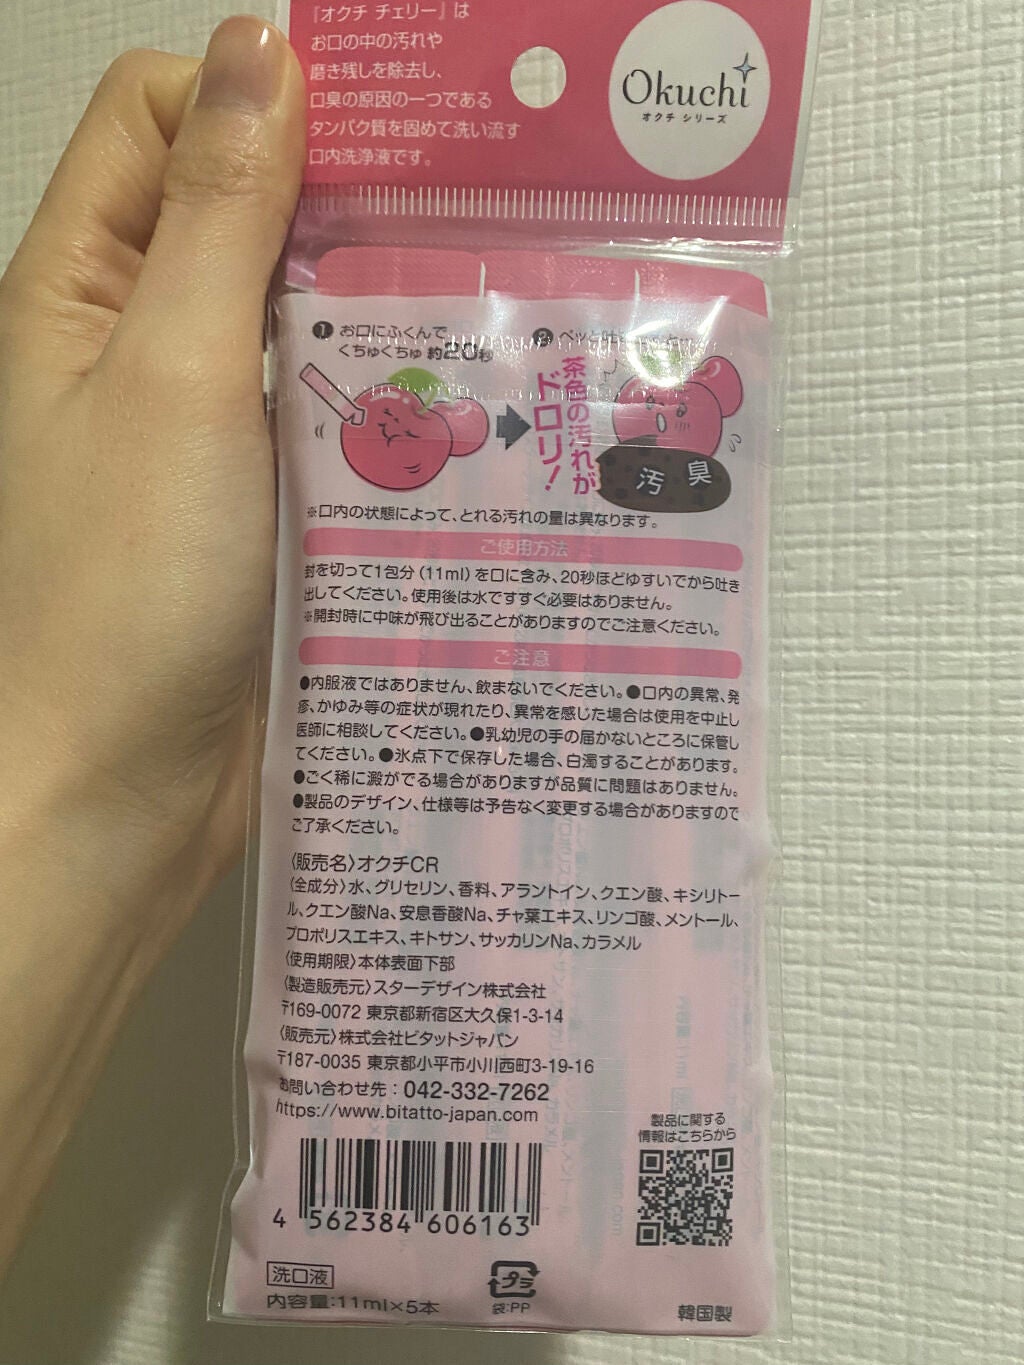 『オクチ チェリー』は
お口の中の汚れや
磨き残しを除去し、
口臭の原因の一つである
タンパク質を固めて洗い流す
口内洗浄液です。
Okuchi
オクチ シリーズ
❶ お口にふくんで
くちゅくちゅ 約20秒
❷ ペッと
茶色の汚れが
ドロリ!
汚 臭
※口内の状態によって、とれる汚れの量は異なります。
ご使用方法
封を切って1包分(11ml)を口に含み、20秒ほどゆすいでから吐き
出してください。使用後は水ですすぐ必要はありません。
※開封時に中味が飛び出ることがありますのでご注意ください。
ご注意
●内服液ではありません、飲まないでください。●口内の異常、発
疹、かゆみ等の症状が現れたり、異常を感じた場合は使用を中止し
医師に相談してください。●乳幼児の手の届かないところに保管し
てください。●氷点下で保存した場合、白濁することがあります。
●ごく稀に澱がでる場合がありますが品質に問題はありません。
●製品のデザイン、仕様等は予告なく変更する場合がありますので
ご了承ください。
〈販売名〉オクチCR
〈全成分〉水、グリセリン、香料、アラントイン、クエン酸、キシリトー
ル、クエン酸Na、安息香酸Na、チャ葉エキス、リンゴ酸、メントール、
プロポリスエキス、キトサン、サッカリンNa、カラメル
〈使用期限〉本体表面下部
〈製造販売元〉スターデザイン株式会社
〒169-0072 東京都新宿区大久保1-3-14
〈販売元〉株式会社ビタットジャパン
〒187-0035 東京都小平市小川西町3-19-16
お問い合わせ先：042-332-7262
https://www.bitatto-japan.com
製品に関する
情報はこちらから
4 562384 606163
洗口液
内容量:11ml×5本
プラ
袋:PP
韓国製